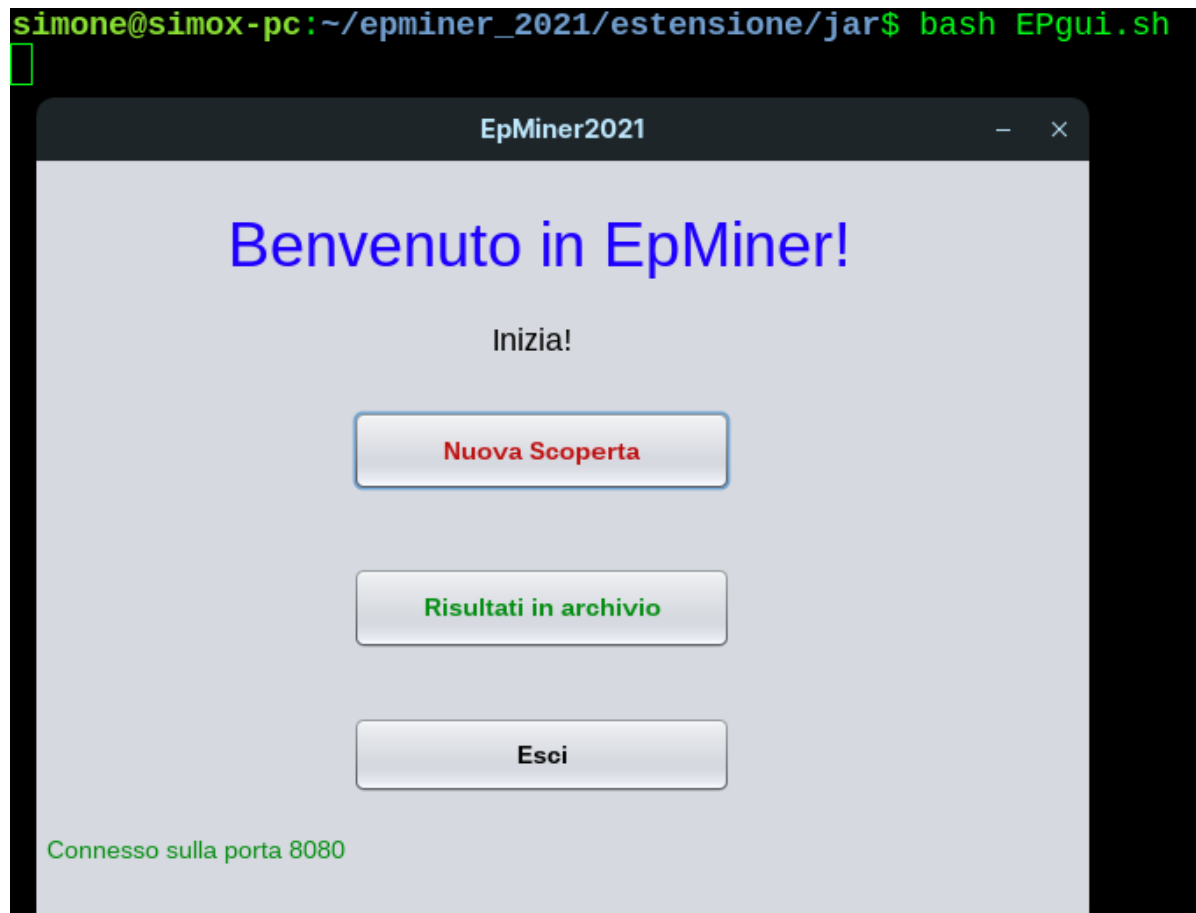 simone@simox-pc:~/epminer_2021/estensione/jar$ bash EPgui.sh
EpMiner2021
Benvenuto in EpMiner!
Inizia!
Nuova Scoperta
Risultati in archivio
Esci
Connesso sulla porta 8080